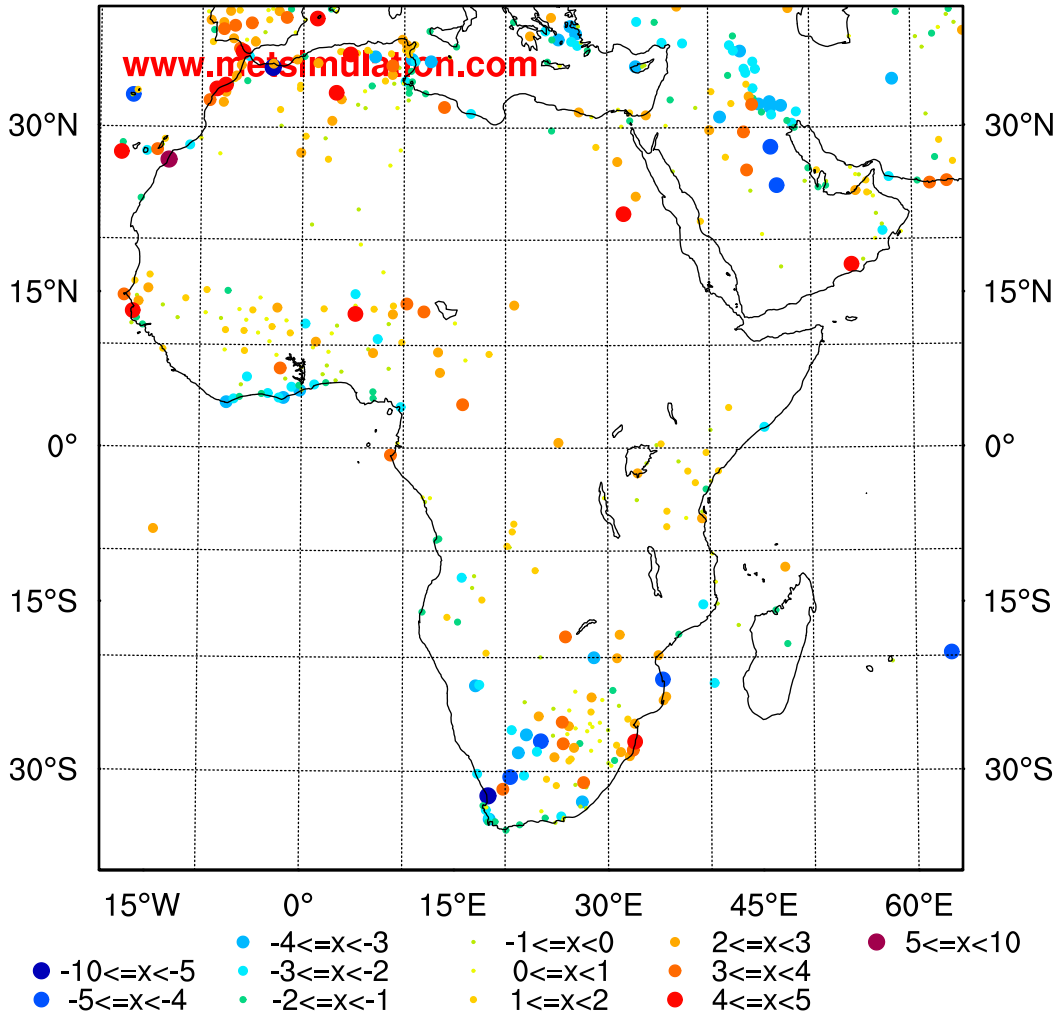 www.metsimulation.com
30°N 30°N
15°N 15°N
0° 0°
15°S 15°S
30°S 30°S
15°W 0° 15°E 30°E 45°E 60°E
-4<=x<-3 -1<=x<0 2<=x<3 5<=x<10
-10<=x<-5 -3<=x<-2 0<=x<1 3<=x<4
-5<=x<-4 -2<=x<-1 1<=x<2 4<=x<5